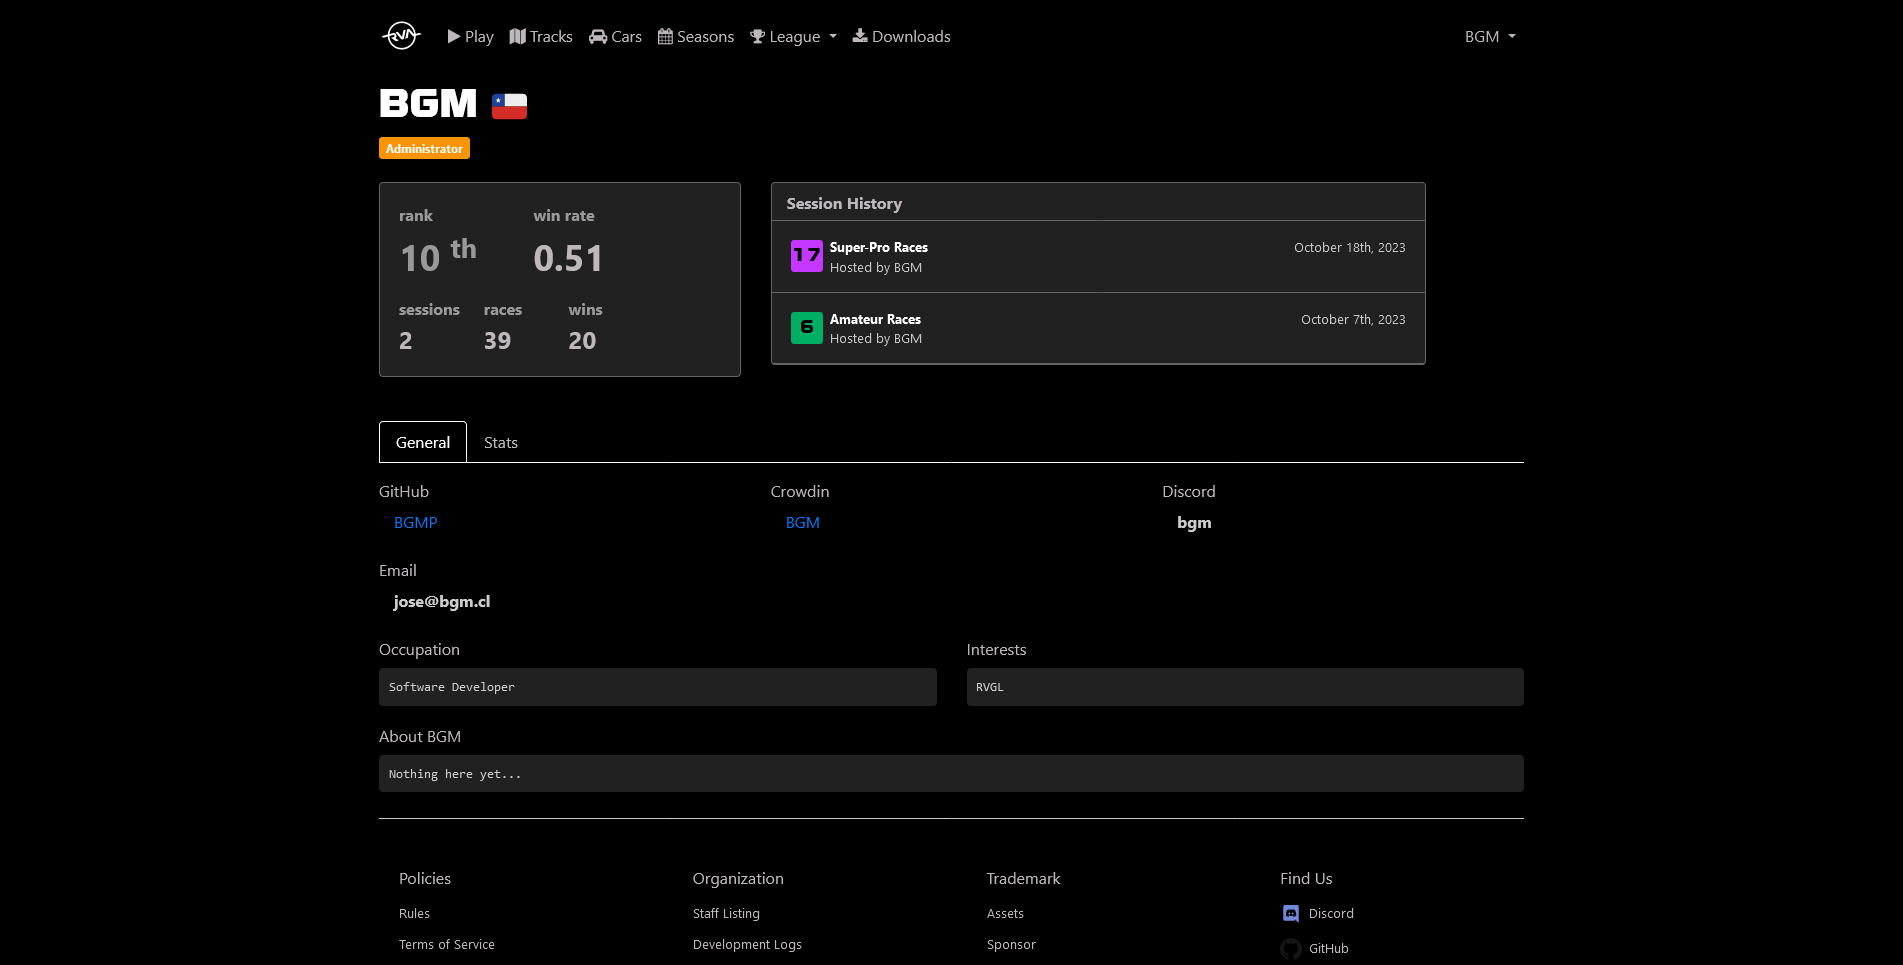 RVA Play Tracks Cars Seasons League Downloads BGM
BGM
Administrator
rank win rate
10 th 0.51
sessions races wins
2 39 20
Session History
17 Super-Pro Races October 18th, 2023
Hosted by BGM
6 Amateur Races October 7th, 2023
Hosted by BGM
General Stats
GitHub Crowdin Discord
BGMP BGM bgm
Email
jose@bgm.cl
Occupation Interests
Software Developer RVGL
About BGM
Nothing here yet...
Policies Organization Trademark Find Us
Rules Staff Listing Assets Discord
Terms of Service Development Logs Sponsor GitHub